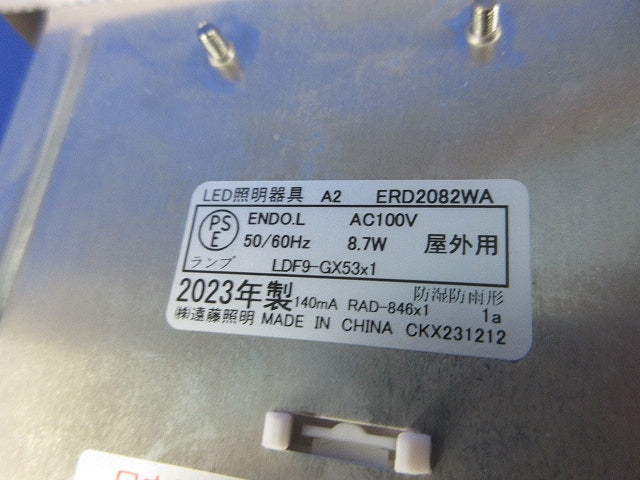 LED照明器具 A2 ERD2082WA
PS
E
ENDO.L AC100V
50/60Hz 8.7W 屋外用
ランプ LDF9-GX53x1
2023年製 140mA RAD-846x1 防湿防雨形
1a
㈱遠藤照明 MADE IN CHINA CKX231212